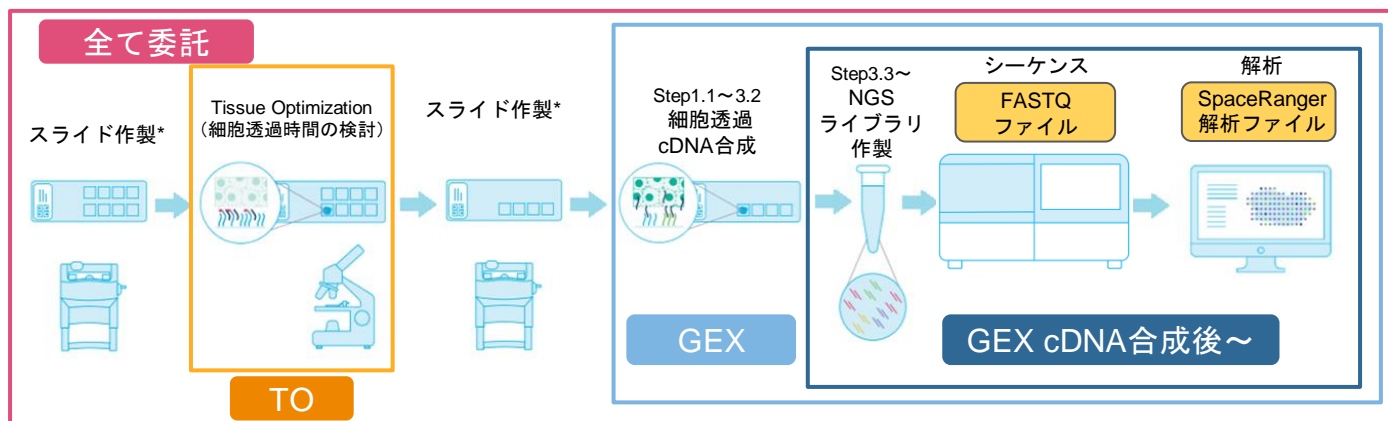 全て委託
スライド作製*
Tissue Optimization
（細胞透過時間の検討）
TO
スライド作製*
Step1.1～3.2
細胞透過
cDNA合成
GEX
Step3.3～
NGS
ライブラリ
作製
シーケンス
FASTQ
ファイル
解析
SpaceRanger
解析ファイル
GEX cDNA合成後～